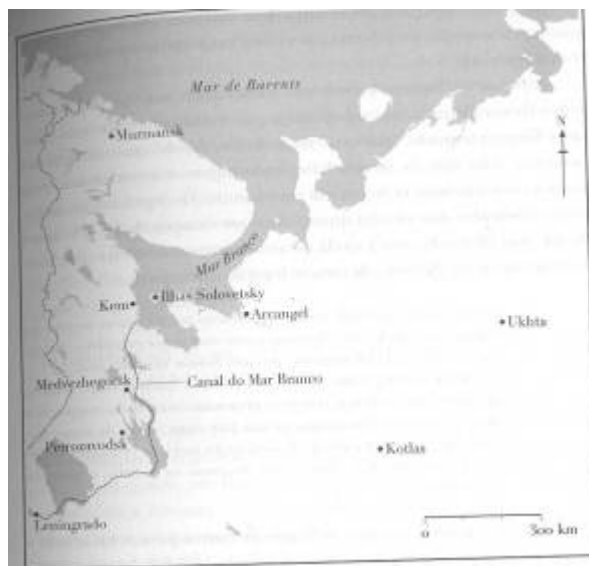 Mar de Barents
N
Murmansk
Mar Branco
Ilhas Solovetsky
Kem
Arcangel
Ukhta
Medvezhegorsk
Canal do Mar Branco
Petrozavodsk
Kotlas
Leningrado
0
300 km